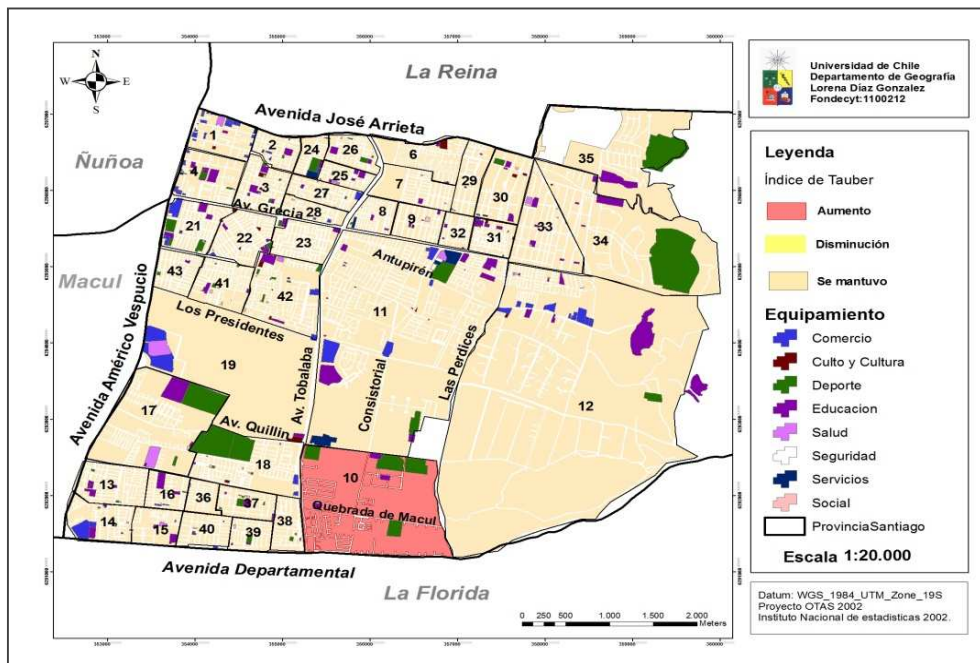 N
W E
S
La Reina
Ñuñoa
Macul
La Florida
Avenida José Arrieta
Av. Grecia
Antupirén
Los Presidentes
Avenida Américo Vespucio
Av. Tobalaba
Consistorial
Las Perdices
Av. Quillin
Quebrada de Macul
Avenida Departamental
1
2
24
26
6
35
4
3
25
27
7
29
30
28
8
9
32
31
33
34
21
22
23
43
41
42
11
19
12
17
18
10
13
16
36
37
14
15
40
39
38
0 250 500 1.000 1.500 2.000
Meters
Universidad de Chile
Departamento de Geografía
Lorena Díaz Gonzalez
Fondecyt:1100212
Leyenda
Índice de Tauber
Aumento
Disminución
Se mantuvo
Equipamiento
Comercio
Culto y Cultura
Deporte
Educacion
Salud
Seguridad
Servicios
Social
ProvinciaSantiago
Escala 1:20.000
Datum: WGS_1984_UTM_Zone_19S
Proyecto OTAS 2002
Instituto Nacional de estadisticas 2002.